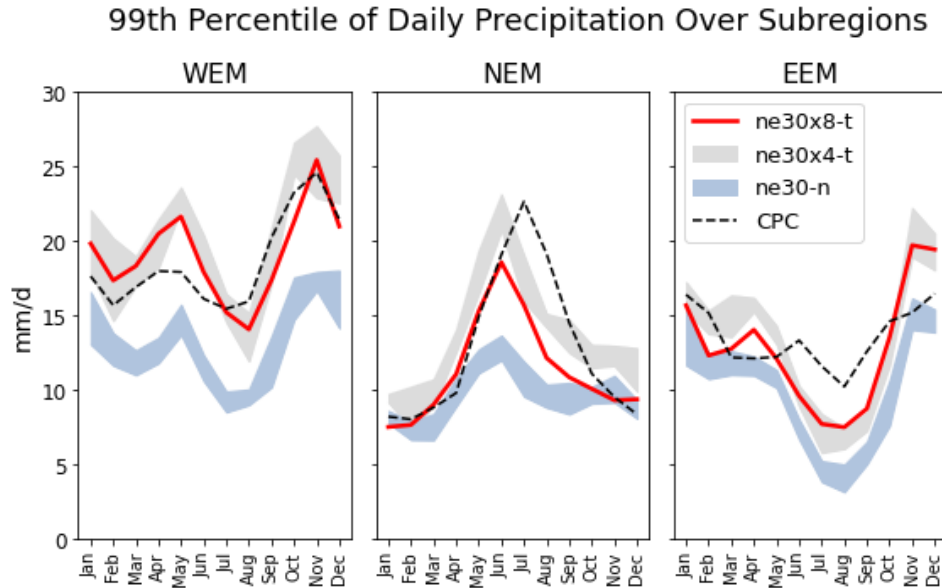 99th Percentile of Daily Precipitation Over Subregions
WEM
NEM
EEM
mm/d
30
25
20
15
10
5
0
ne30x8-t
ne30x4-t
ne30-n
CPC
Jan Feb Mar Apr May Jun Jul Aug Sep Oct Nov Dec
Jan Feb Mar Apr May Jun Jul Aug Sep Oct Nov Dec
Jan Feb Mar Apr May Jun Jul Aug Sep Oct Nov Dec